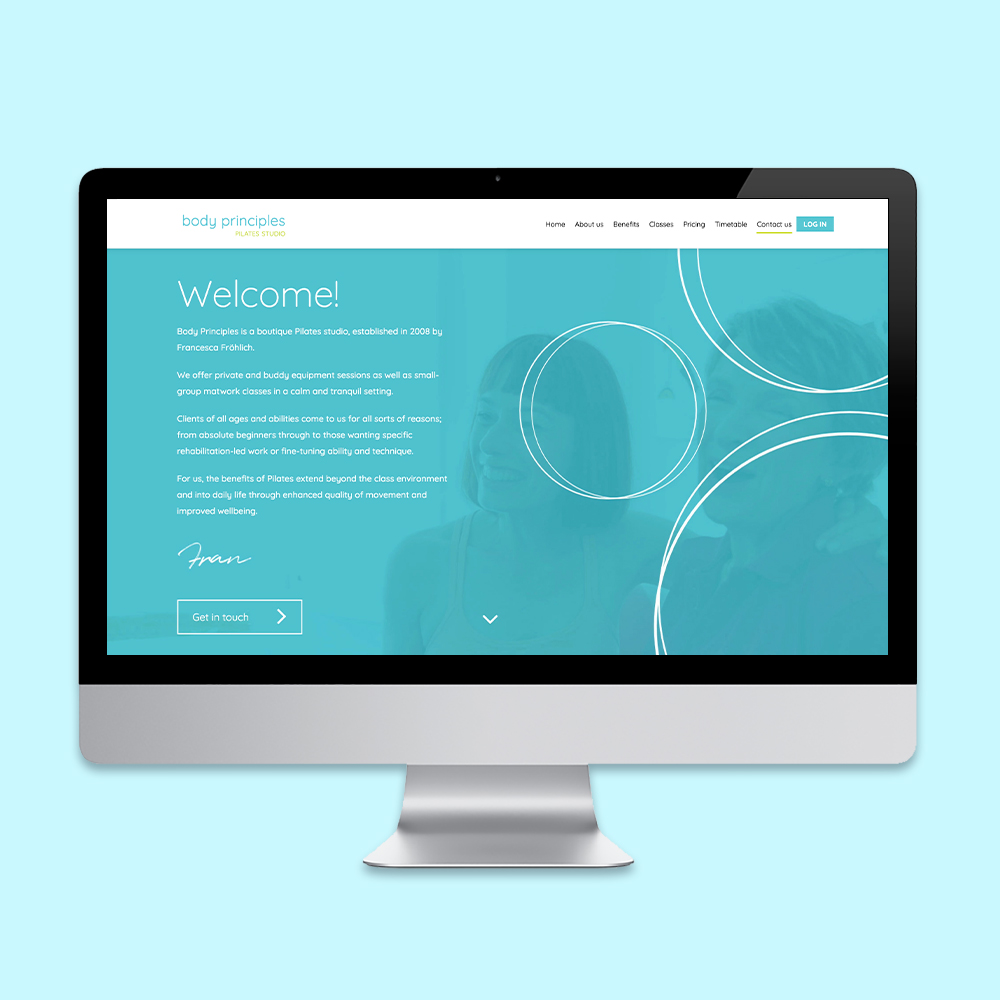 body principles
PILATES STUDIO
Home About us Benefits Classes Pricing Timetable Contact us LOG IN
Welcome!
Body Principles is a boutique Pilates studio, established in 2008 by
Francesca Fröhlich.
We offer private and buddy equipment sessions as well as small-
group matwork classes in a calm and tranquil setting.
Clients of all ages and abilities come to us for all sorts of reasons;
from absolute beginners through to those wanting specific
rehabilitation-led work or fine-tuning ability and technique.
For us, the benefits of Pilates extend beyond the class environment
and into daily life through enhanced quality of movement and
improved wellbeing.
Fran
Get in touch